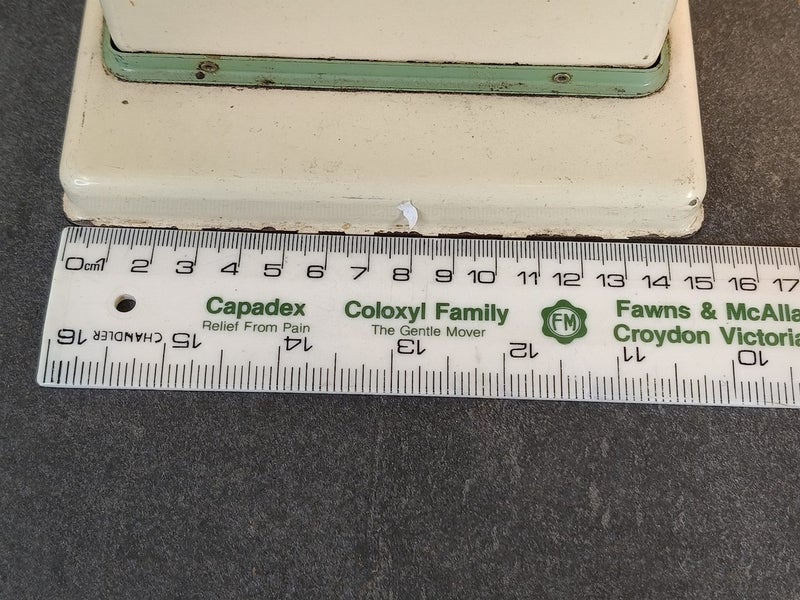 0cm1 2 3 4 5 6 7 8 9 10 11 12 13 14 15 16 17
Capadex
Relief From Pain
Coloxyl Family
The Gentle Mover
FM
Fawns & McAlla
Croydon Victoria
16 CHANDLER 15 14 13 12 11 10